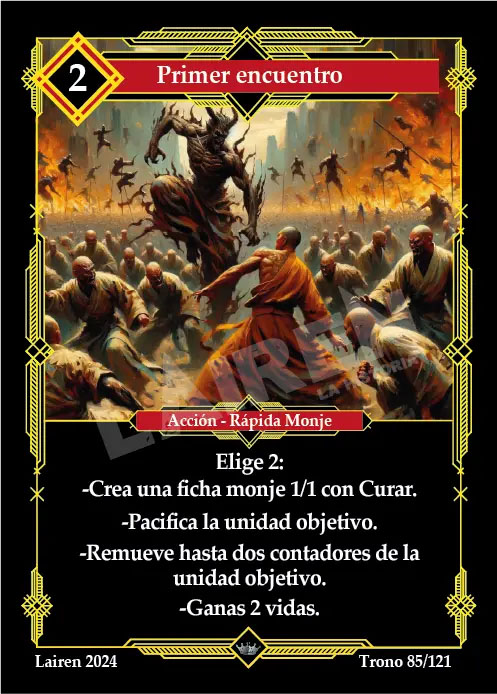 2
Primer encuentro
LAIREN
Acción - Rápida Monje
Elige 2:
-Crea una ficha monje 1/1 con Curar.
-Pacifica la unidad objetivo.
-Remueve hasta dos contadores de la
unidad objetivo.
-Ganas 2 vidas.
Lairen 2024
Trono 85/121